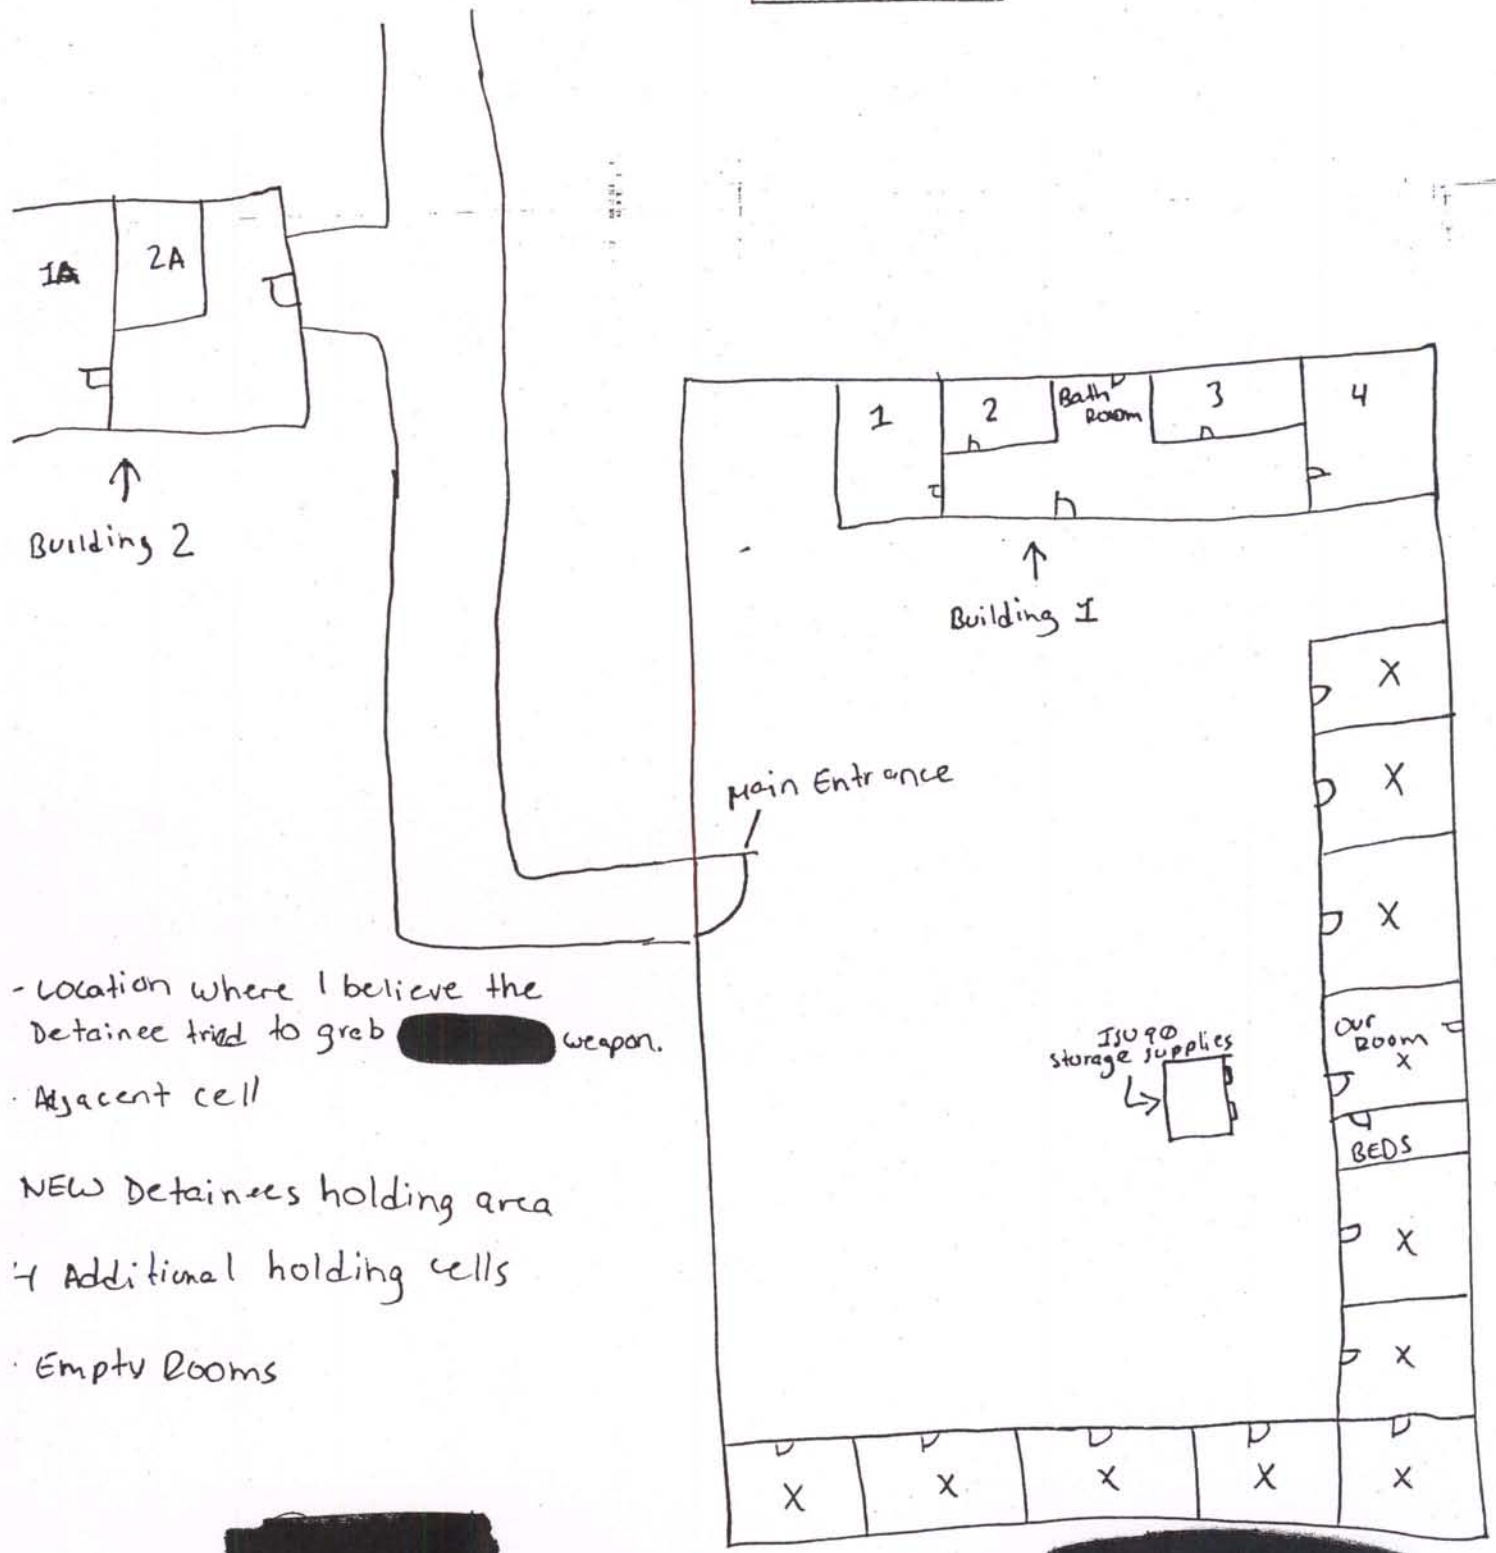 1A
2A
Building 2
1
2
Bath
Room
3
4
Building 1
X
X
X
Main Entrance
- Location where I believe the
Detainee tried to grab weapon.
· Adjacent cell
NEW Detainees holding area
Additional holding cells
· Empty Rooms
ISU 90
storage supplies
Our
Room
X
BEDS
X
X
X
X
X
X
X